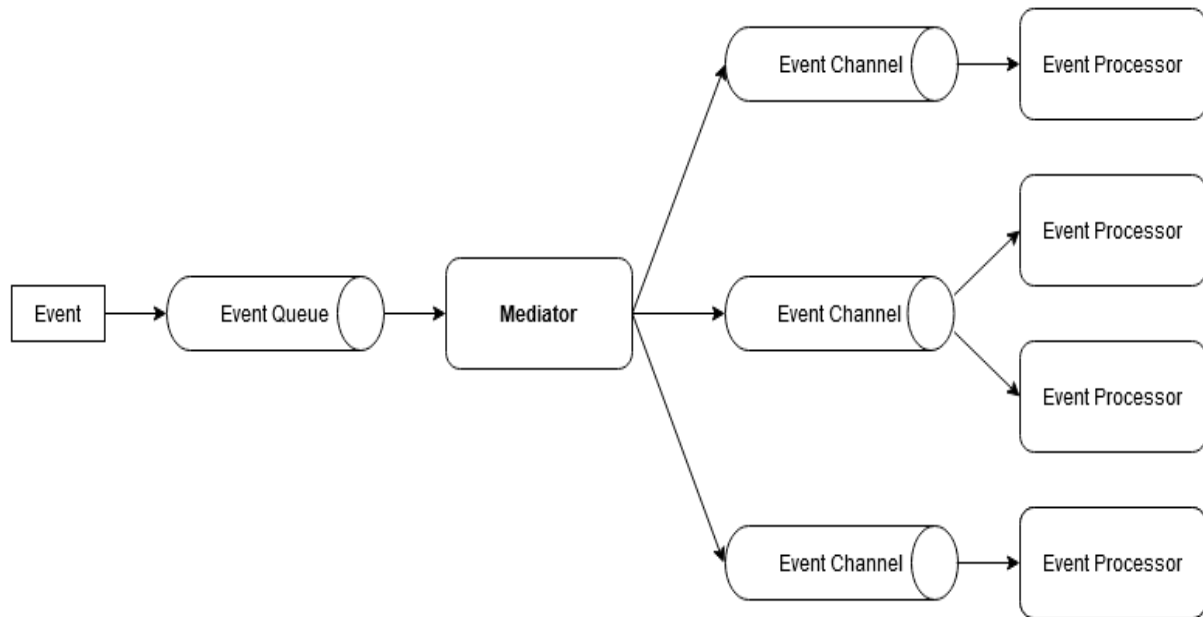 Event Channel
Event Processor
Event Processor
Event
Event Queue
Mediator
Event Channel
Event Processor
Event Channel
Event Processor